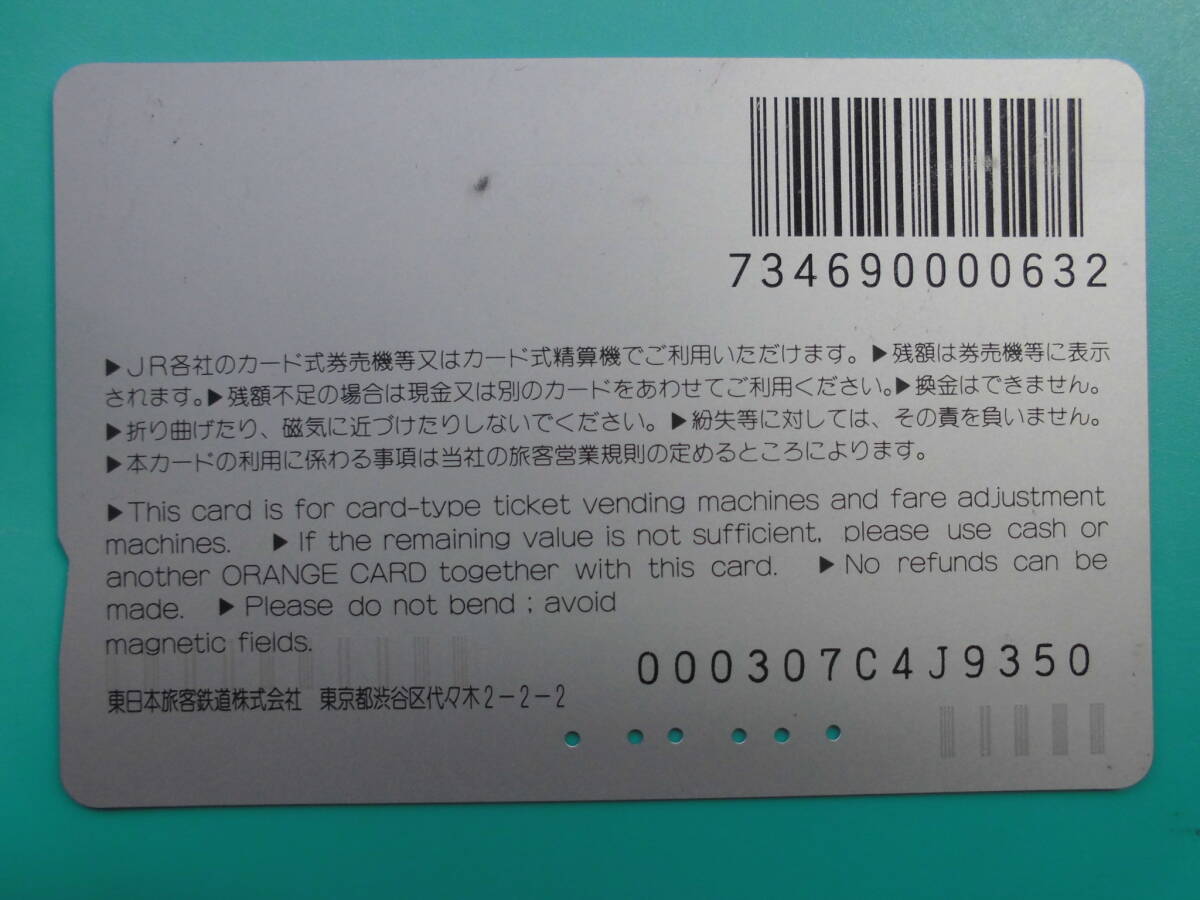 734690000632
▶JR各社のカード式券売機等又はカード式精算機でご利用いただけます。▶残額は券売機等に表示
されます。▶残額不足の場合は現金又は別のカードをあわせてご利用ください。▶換金はできません。
▶折り曲げたり、磁気に近づけたりしないでください。▶紛失等に対しては、その責を負いません。
▶本カードの利用に係わる事項は当社の旅客営業規則の定めるところによります。
▶This card is for card-type ticket vending machines and fare adjustment
machines. ▶If the remaining value is not sufficient, please use cash or
another ORANGE CARD together with this card. ▶No refunds can be
made. ▶Please do not bend ; avoid
magnetic fields.
000307C4J9350
東日本旅客鉄道株式会社 東京都渋谷区代々木2−2−2